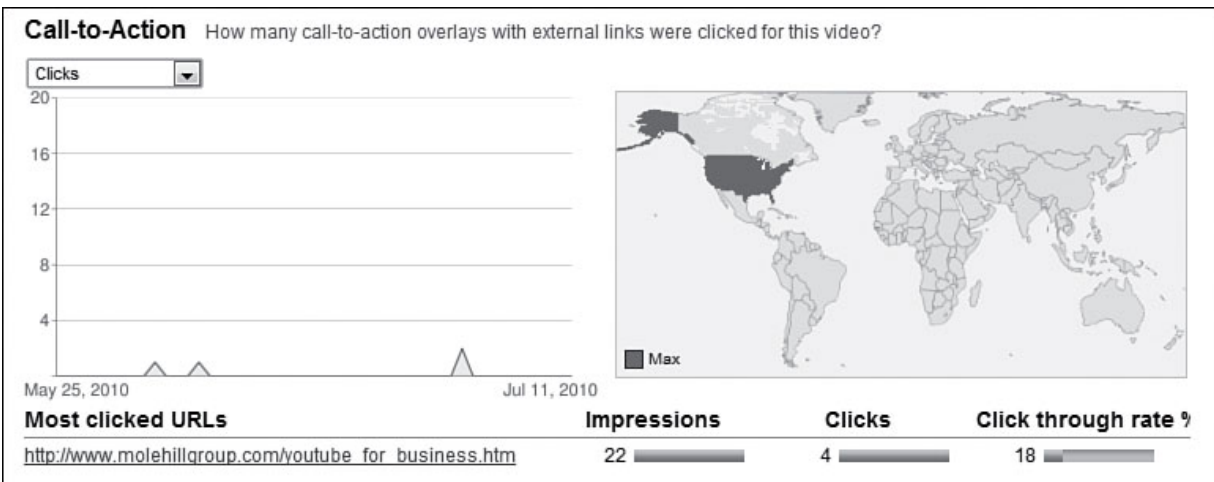 Call-to-Action How many call-to-action overlays with external links were clicked for this video?
Clicks
20
16
12
8
4
May 25, 2010 Jul 11, 2010
Max
Most clicked URLs Impressions Clicks Click through rate %
http://www.molehillgroup.com/youtube_for_business.htm 22 4 18